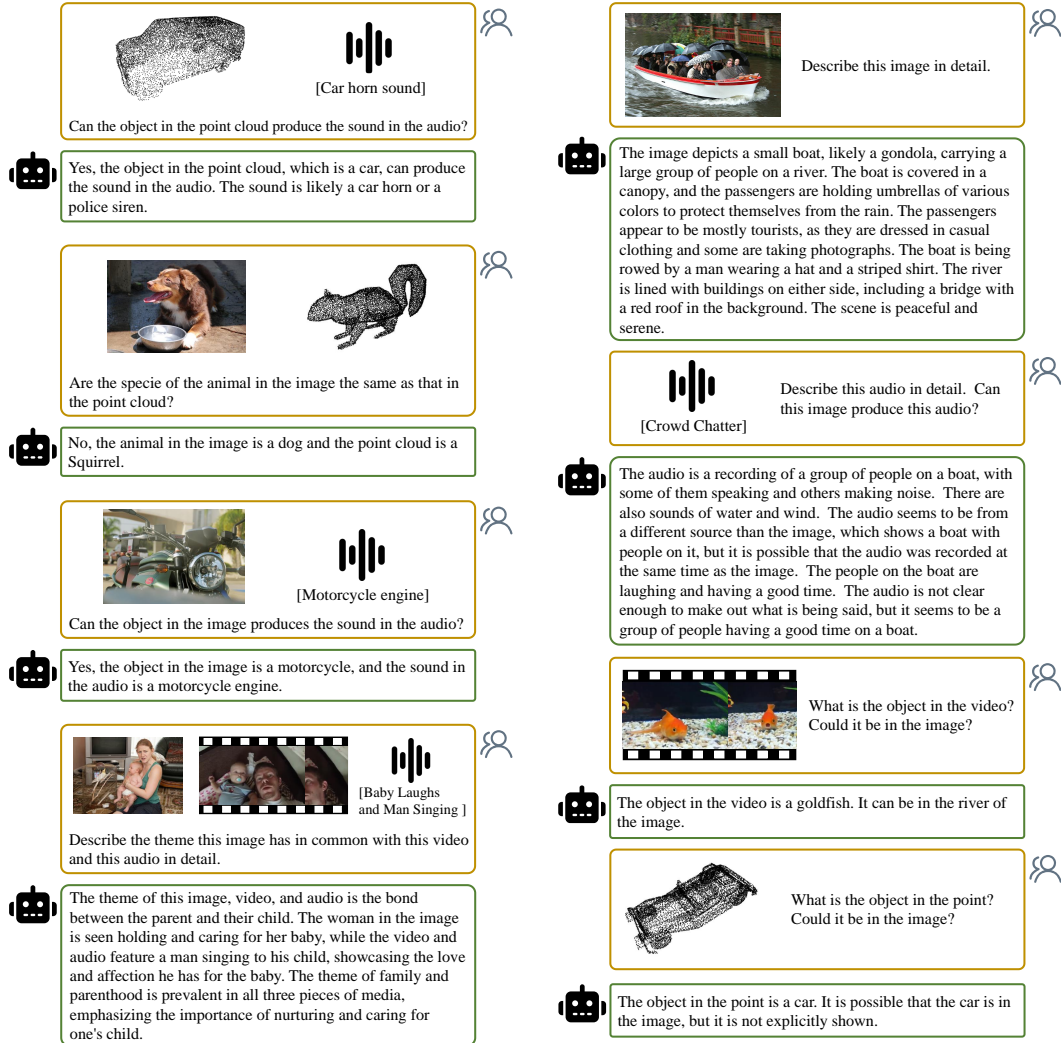 [Car horn sound]
Can the object in the point cloud produce the sound in the audio?
Yes, the object in the point cloud, which is a car, can produce
the sound in the audio. The sound is likely a car horn or a
police siren.
Are the specie of the animal in the image the same as that in
the point cloud?
No, the animal in the image is a dog and the point cloud is a
Squirrel.
[Motorcycle engine]
Can the object in the image produces the sound in the audio?
Yes, the object in the image is a motorcycle, and the sound in
the audio is a motorcycle engine.
[Baby Laughs
and Man Singing ]
Describe the theme this image has in common with this video
and this audio in detail.
The theme of this image, video, and audio is the bond
between the parent and their child. The woman in the image
is seen holding and caring for her baby, while the video and
audio feature a man singing to his child, showcasing the love
and affection he has for the baby. The theme of family and
parenthood is prevalent in all three pieces of media,
emphasizing the importance of nurturing and caring for
one's child.
Describe this image in detail.
The image depicts a small boat, likely a gondola, carrying a
large group of people on a river. The boat is covered in a
canopy, and the passengers are holding umbrellas of various
colors to protect themselves from the rain. The passengers
appear to be mostly tourists, as they are dressed in casual
clothing and some are taking photographs. The boat is being
rowed by a man wearing a hat and a striped shirt. The river
is lined with buildings on either side, including a bridge with
a red roof in the background. The scene is peaceful and
serene.
Describe this audio in detail. Can
this image produce this audio?
[Crowd Chatter]
The audio is a recording of a group of people on a boat, with
some of them speaking and others making noise. There are
also sounds of water and wind. The audio seems to be from
a different source than the image, which shows a boat with
people on it, but it is possible that the audio was recorded at
the same time as the image. The people on the boat are
laughing and having a good time. The audio is not clear
enough to make out what is being said, but it seems to be a
group of people having a good time on a boat.
What is the object in the video?
Could it be in the image?
The object in the video is a goldfish. It can be in the river of
the image.
What is the object in the point?
Could it be in the image?
The object in the point is a car. It is possible that the car is in
the image, but it is not explicitly shown.